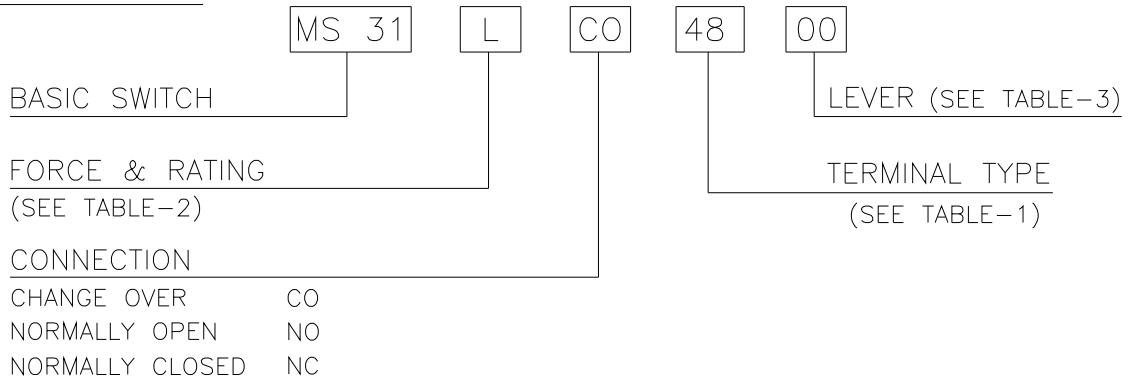 MS 31 L CO 48 00
BASIC SWITCH
LEVER (SEE TABLE-3)
FORCE & RATING
(SEE TABLE-2)
TERMINAL TYPE
(SEE TABLE-1)
CONNECTION
CHANGE OVER CO
NORMALLY OPEN NO
NORMALLY CLOSED NC